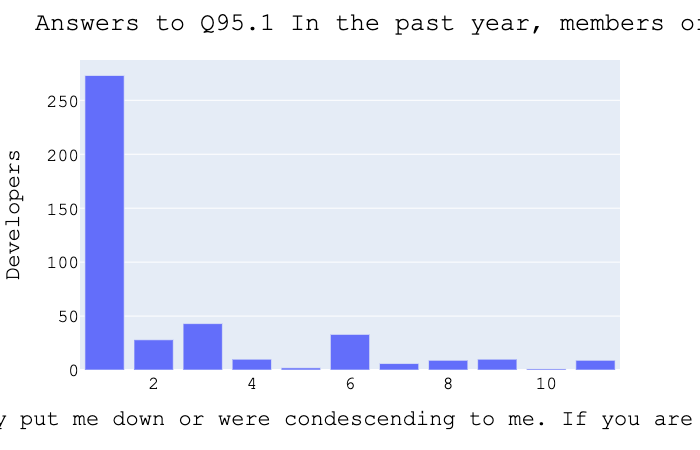 Answers to Q95.1 In the past year, members
Developers
250
200
150
100
50
0
2 4 6 8 10
put me down or were condescending to me. If you are